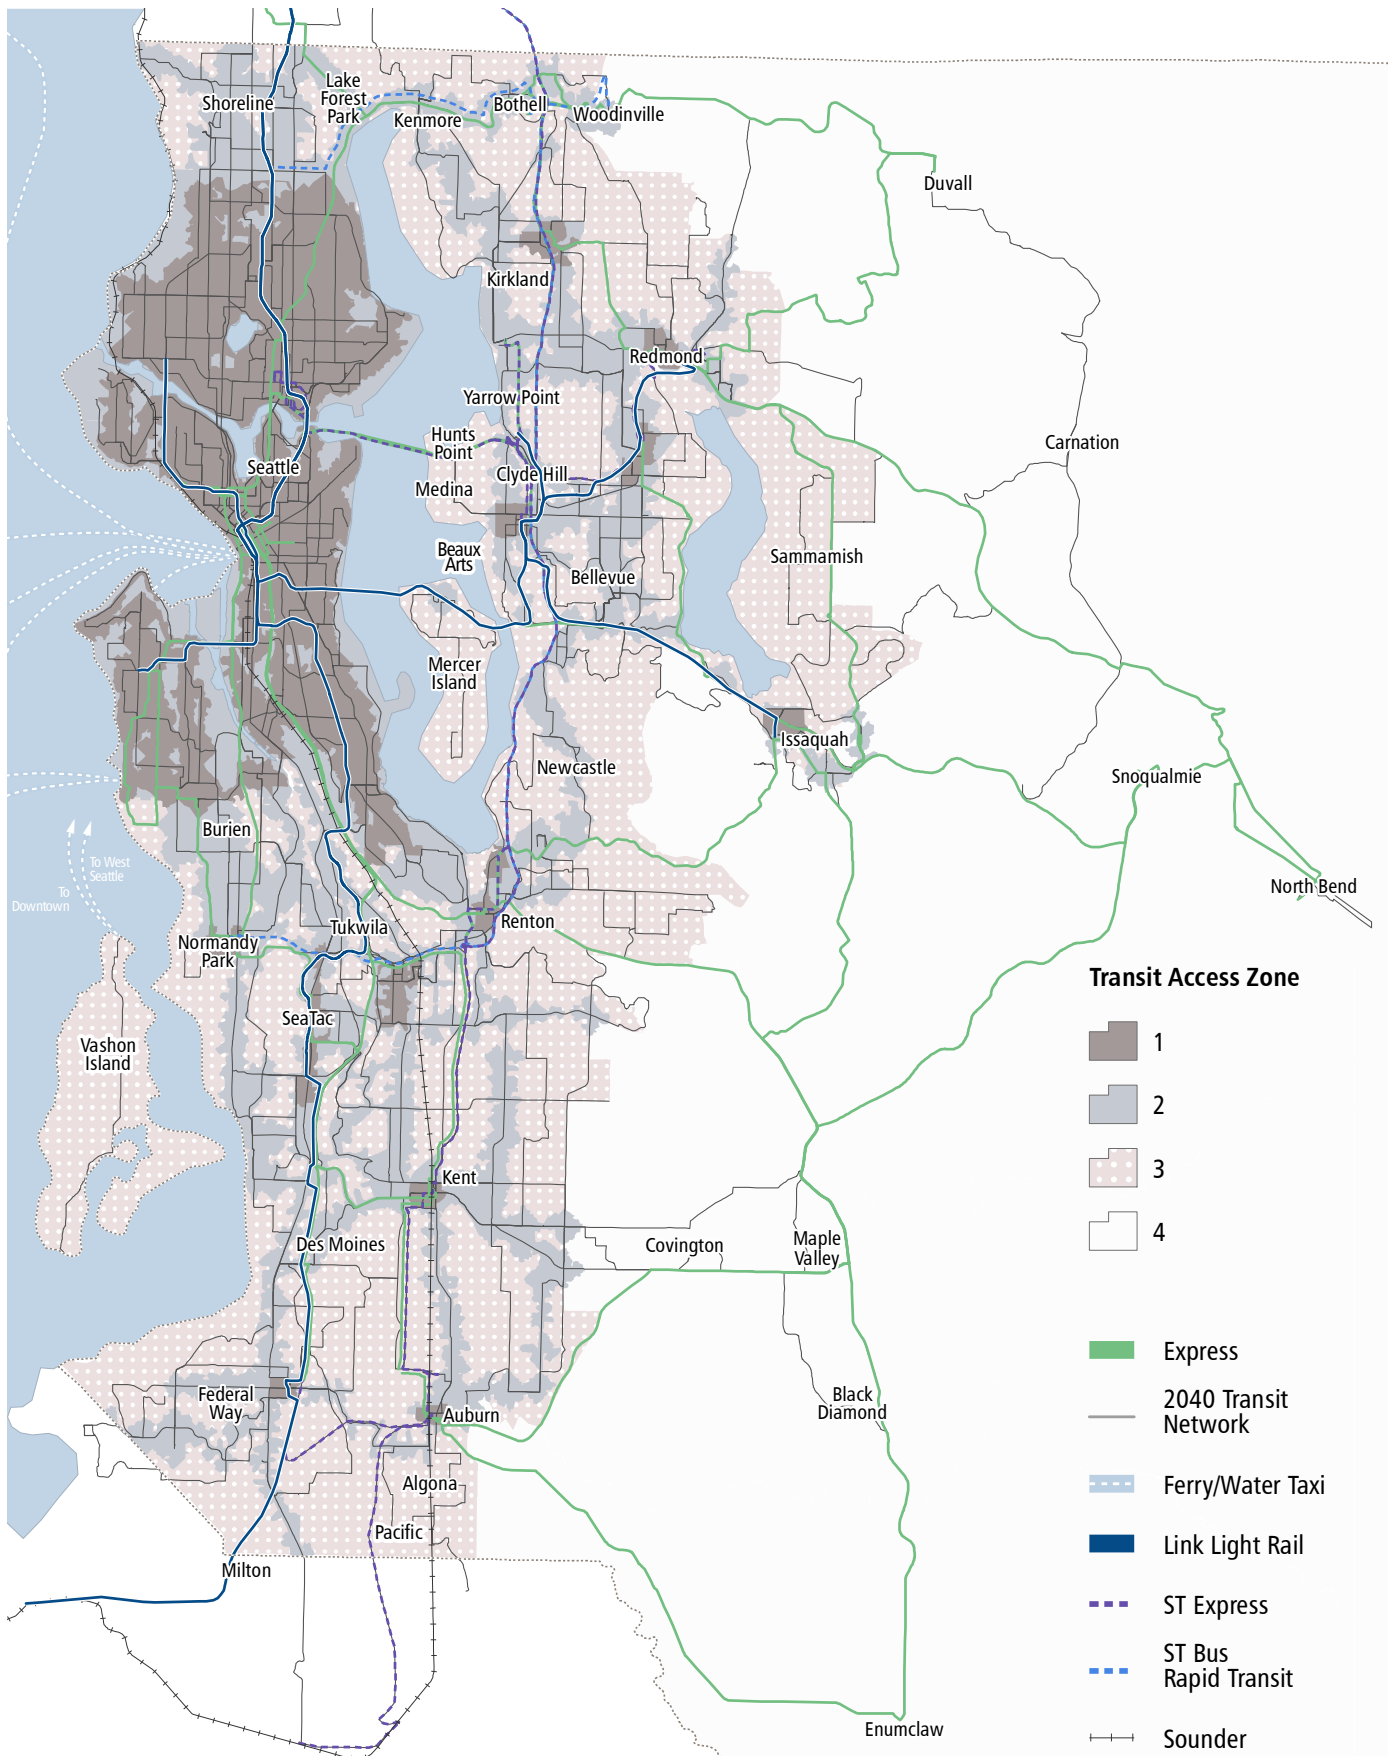 Lake
Forest
Park
Shoreline
Kenmore
Bothell
Woodinville
Duvall
Kirkland
Redmond
Yarrow Point
Hunts
Point
Carnation
Seattle
Clyde Hill
Medina
Beaux
Arts
Sammamish
Bellevue
Mercer
Island
Issaquah
Newcastle
Snoqualmie
Burien
To West
Seattle
To
Downtown
North Bend
Renton
Tukwila
Normandy
Park
SeaTac
Vashon
Island
Kent
Des Moines
Covington
Maple
Valley
Federal
Way
Auburn
Black
Diamond
Algona
Pacific
Milton
Enumclaw
Transit Access Zone
1
2
3
4
Express
2040 Transit
Network
Ferry/Water Taxi
Link Light Rail
ST Express
ST Bus
Rapid Transit
Sounder